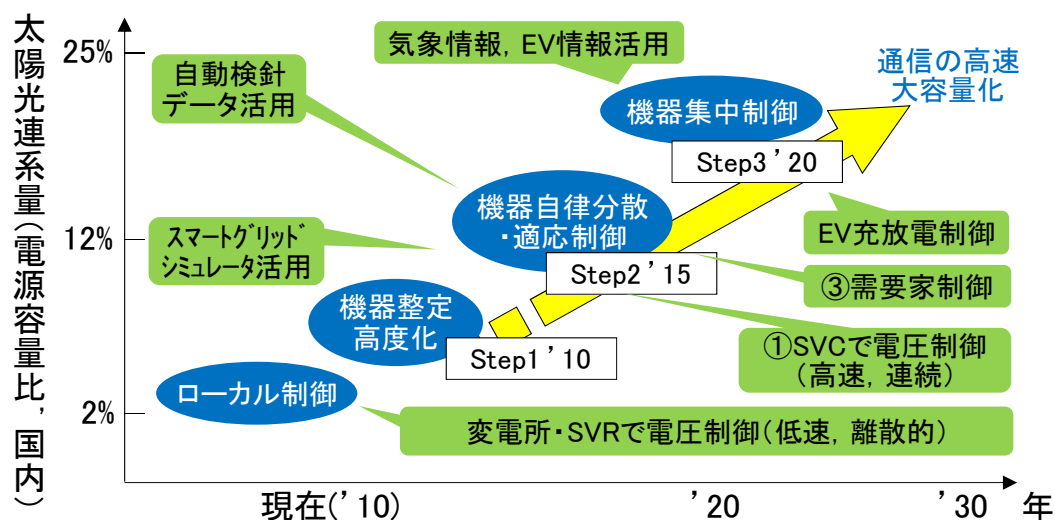 太陽光連系量(電源容量比, 国内)
25%
12%
2%
気象情報, EV情報活用
通信の高速
大容量化
自動検針
データ活用
機器集中制御
Step3 ’20
機器自律分散
・適応制御
EV充放電制御
スマートグリッド
シミュレータ活用
Step2 ’15
③需要家制御
機器整定
高度化
①SVCで電圧制御
(高速, 連続)
Step1 ’10
ローカル制御
変電所・SVRで電圧制御(低速, 離散的)
現在(’10)
’20
’30
年